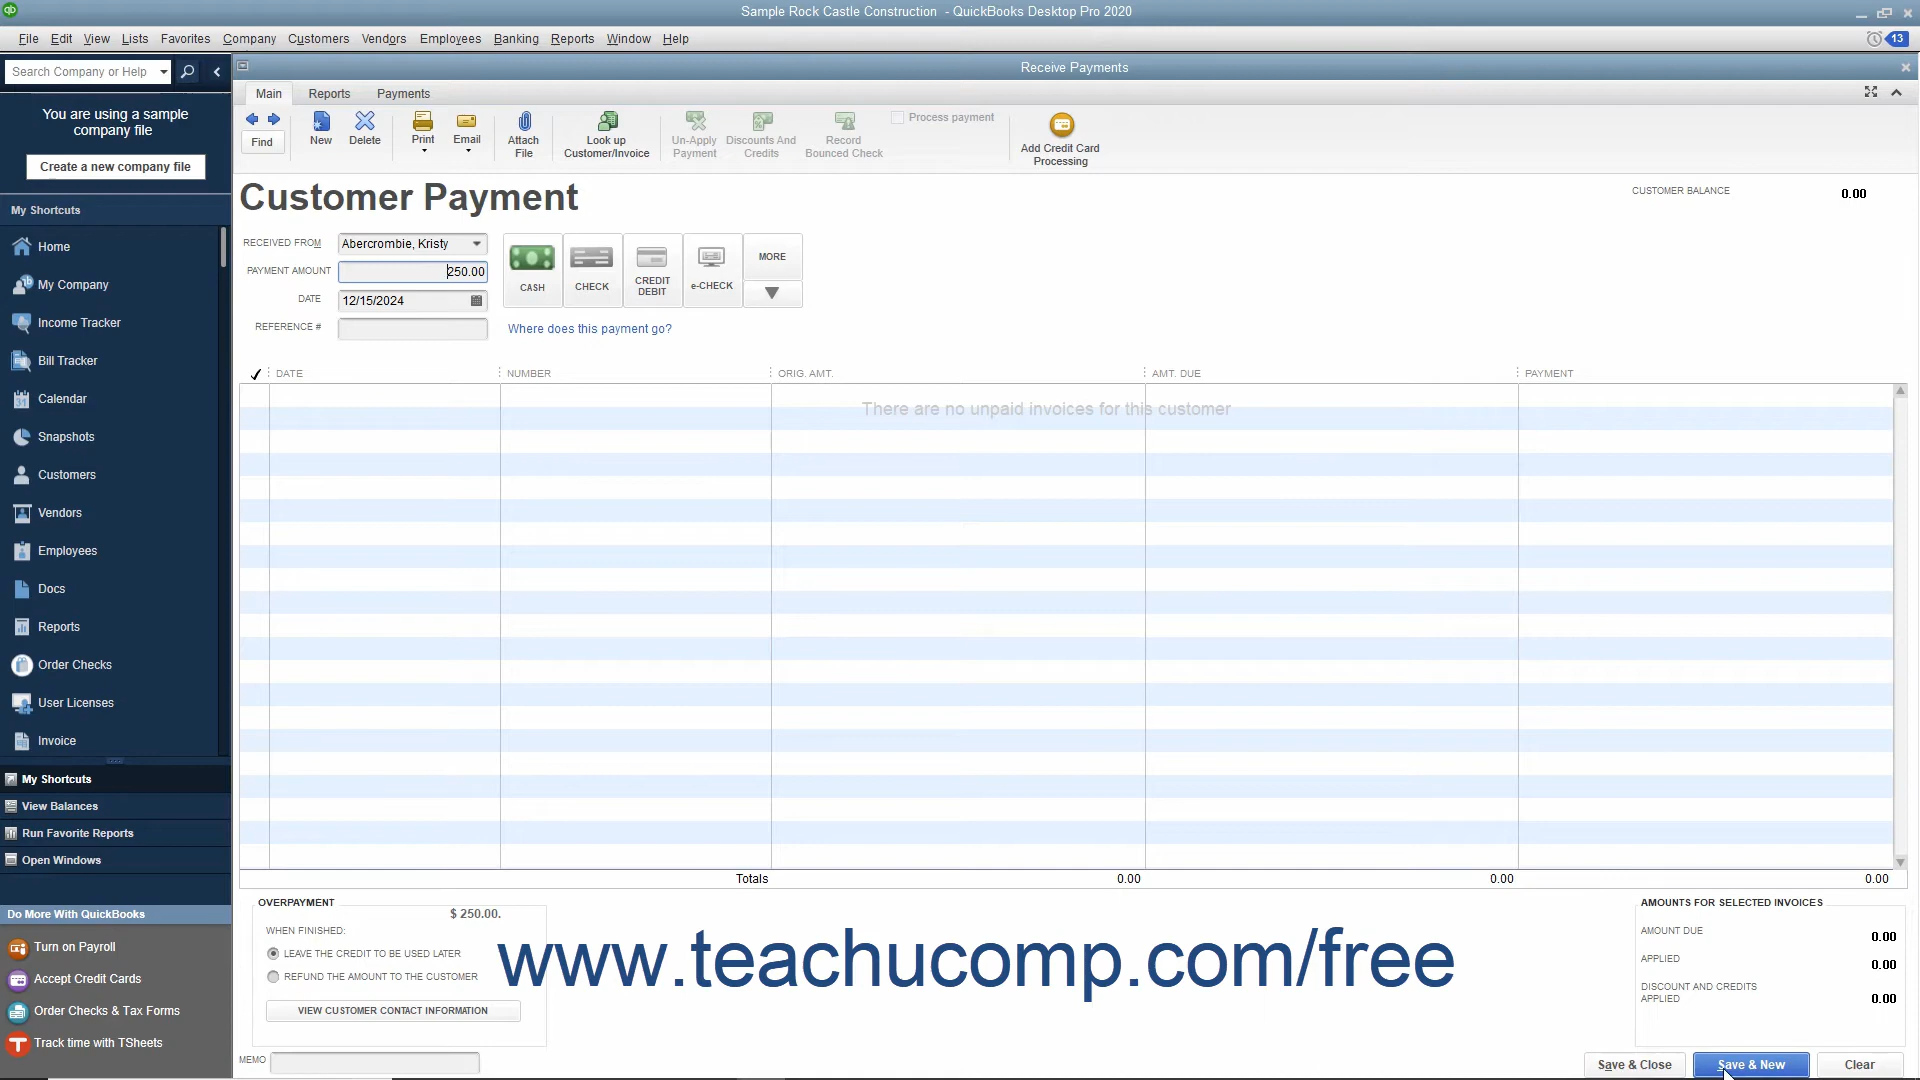 Sample Rock Castle Construction - QuickBooks Desktop Pro 2020
File Edit View Lists Favorites Company Customers Vendors Employees Banking Reports Window Help
13
Search Company or Help
Receive Payments
You are using a sample
company file
Create a new company file
Main Reports Payments
Find
New
Delete
Print
Email
Attach
File
Look up
Customer/Invoice
Un-Apply
Payment
Discounts And
Credits
Record
Bounced Check
Process payment
Add Credit Card
Processing
My Shortcuts
Home
My Company
Income Tracker
Bill Tracker
Calendar
Snapshots
Customers
Vendors
Employees
Docs
Reports
Order Checks
User Licenses
Invoice
My Shortcuts
View Balances
Run Favorite Reports
Open Windows
Do More With QuickBooks
Turn on Payroll
Accept Credit Cards
Order Checks & Tax Forms
Track time with TSheets
Customer Payment
CUSTOMER BALANCE 0.00
RECEIVED FROM Abercrombie, Kristy
PAYMENT AMOUNT 250.00
DATE 12/15/2024
REFERENCE #
CASH
CHECK
CREDIT
DEBIT
e-CHECK
MORE
Where does this payment go?
DATE NUMBER ORIG. AMT. AMT. DUE PAYMENT
There are no unpaid invoices for this customer
Totals 0.00 0.00 0.00
OVERPAYMENT
$ 250.00.
WHEN FINISHED:
LEAVE THE CREDIT TO BE USED LATER
REFUND THE AMOUNT TO THE CUSTOMER
VIEW CUSTOMER CONTACT INFORMATION
MEMO
www.teachucomp.com/free
AMOUNTS FOR SELECTED INVOICES
AMOUNT DUE 0.00
APPLIED 0.00
DISCOUNT AND CREDITS
APPLIED 0.00
Save & Close Save & New Clear